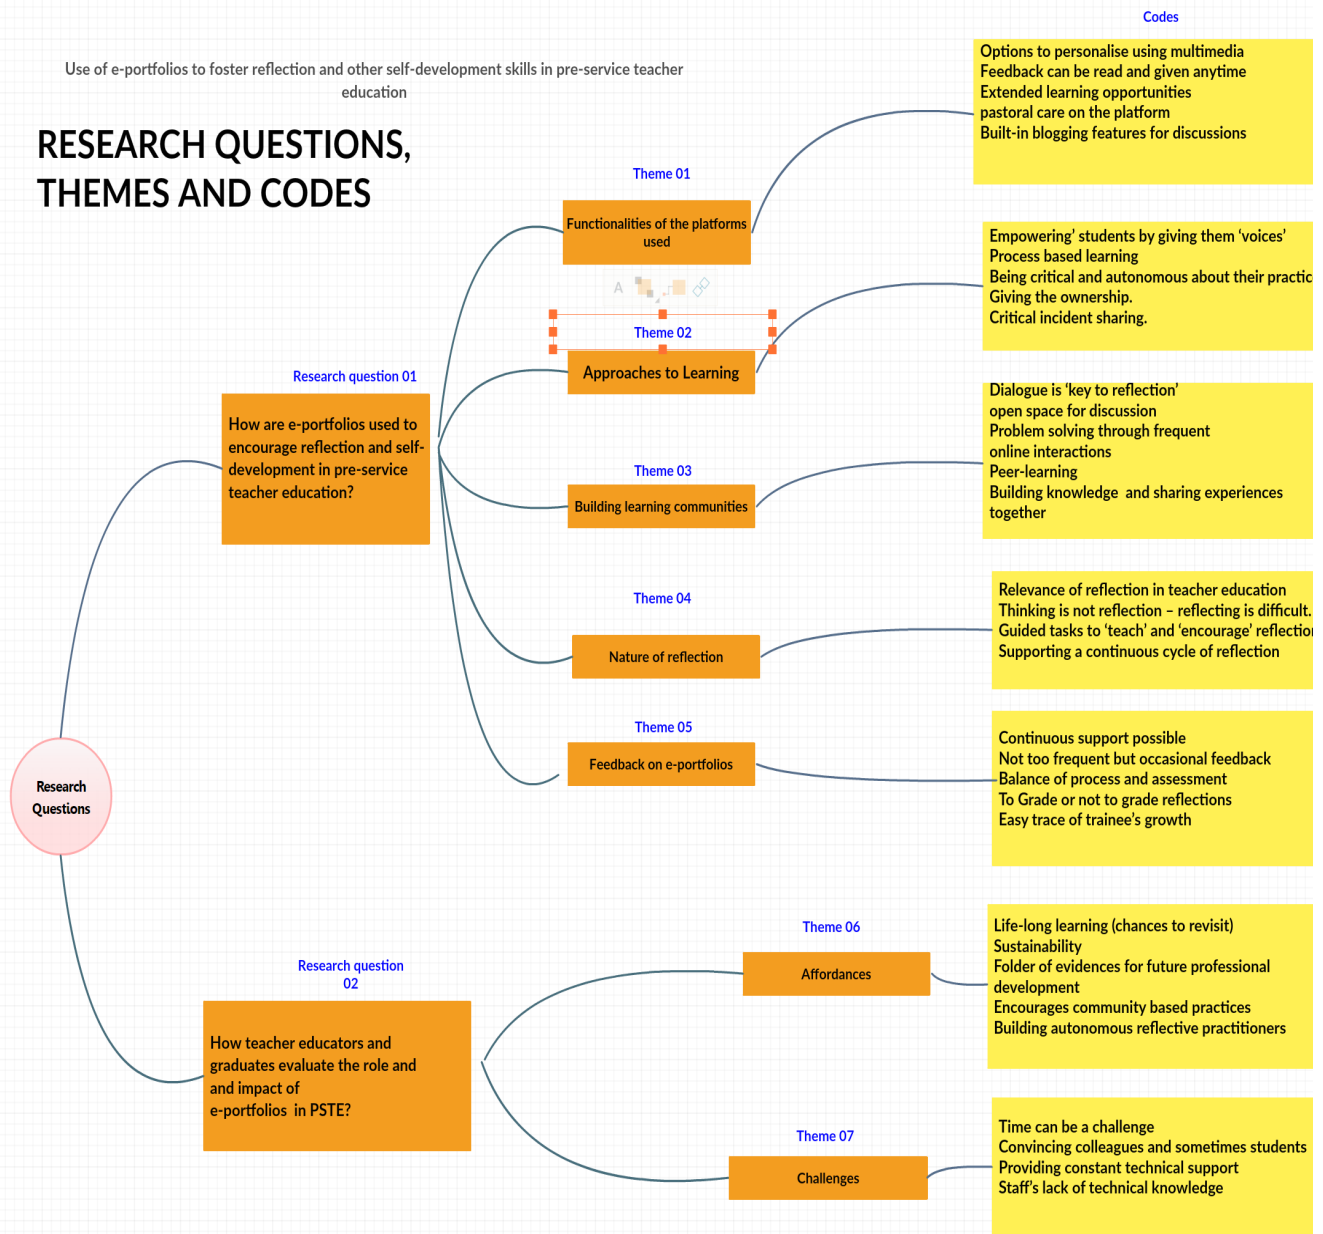 Codes
Use of e-portfolios to foster reflection and other self-development skills in pre-service teacher
education
RESEARCH QUESTIONS,
THEMES AND CODES
Options to personalise using multimedia
Feedback can be read and given anytime
Extended learning opportunities
pastoral care on the platform
Built-in blogging features for discussions
Theme 01
Functionalities of the platforms
used
Empowering’ students by giving them ‘voices’
Process based learning
Being critical and autonomous about their practic
Giving the ownership.
Critical incident sharing.
A
Theme 02
Approaches to Learning
Research question 01
How are e-portfolios used to
encourage reflection and self-
development in pre-service
teacher education?
Dialogue is ‘key to reflection’
open space for discussion
Problem solving through frequent
online interactions
Peer-learning
Building knowledge  and sharing experiences
together
Theme 03
Building learning communities
Theme 04
Nature of reflection
Relevance of reflection in teacher education
Thinking is not reflection – reflecting is difficult.
Guided tasks to ‘teach’ and ‘encourage’ reflection
Supporting a continuous cycle of reflection
Theme 05
Feedback on e-portfolios
Continuous support possible
Not too frequent but occasional feedback
Balance of process and assessment
To Grade or not to grade reflections
Easy trace of trainee’s growth
Research
Questions
Research question
02
How teacher educators and
graduates evaluate the role and
and impact of
e-portfolios  in PSTE?
Theme 06
Affordances
Life-long learning (chances to revisit)
Sustainability
Folder of evidences for future professional
development
Encourages community based practices
Building autonomous reflective practitioners
Theme 07
Challenges
Time can be a challenge
Convincing colleagues and sometimes students
Providing constant technical support
Staff’s lack of technical knowledge